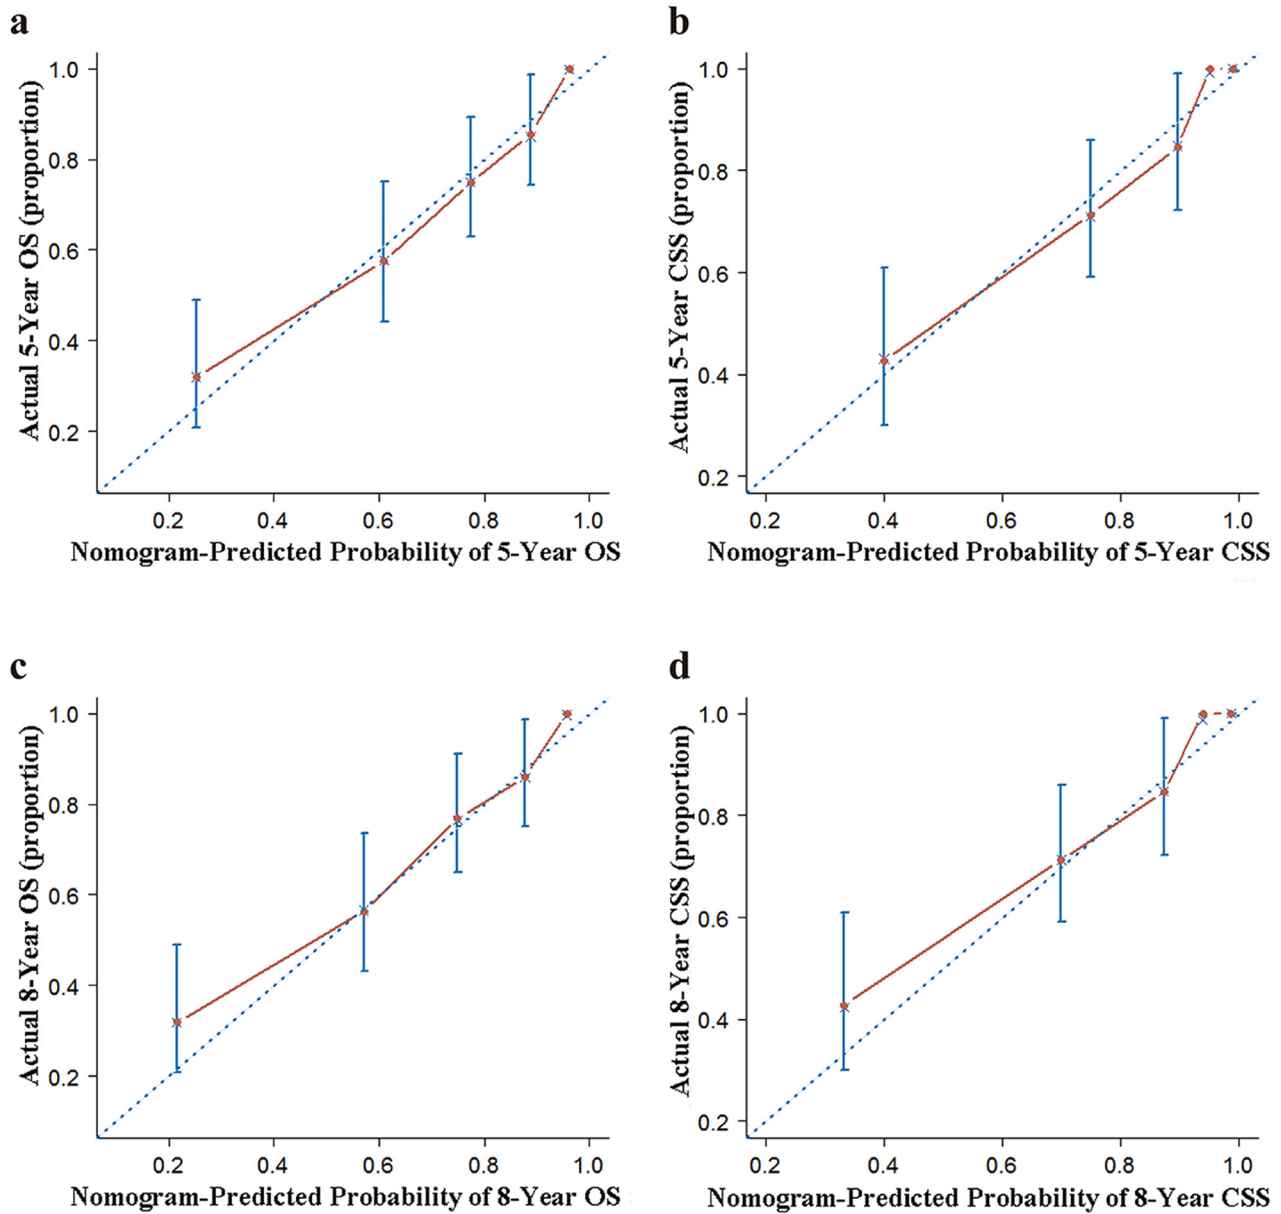 a
Actual 5-Year OS (proportion)
1.0
0.8
0.6
0.4
0.2
0.2 0.4 0.6 0.8 1.0
Nomogram-Predicted Probability of 5-Year OS
b
Actual 5-Year CSS (proportion)
1.0
0.8
0.6
0.4
0.2
0.2 0.4 0.6 0.8 1.0
Nomogram-Predicted Probability of 5-Year CSS
c
Actual 8-Year OS (proportion)
1.0
0.8
0.6
0.4
0.2
0.2 0.4 0.6 0.8 1.0
Nomogram-Predicted Probability of 8-Year OS
d
Actual 8-Year CSS (proportion)
1.0
0.8
0.6
0.4
0.2
0.2 0.4 0.6 0.8 1.0
Nomogram-Predicted Probability of 8-Year CSS